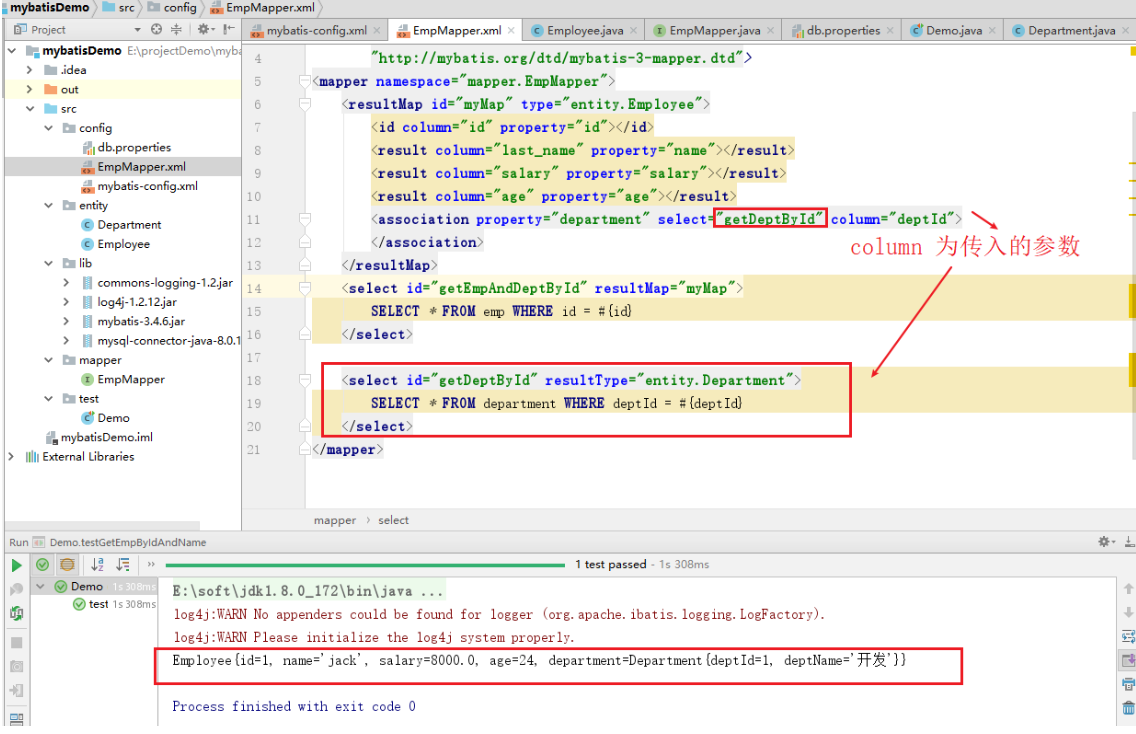 mybatisDemo src config EmpMapper.xml
Project
mybatis-config.xml EmpMapper.xml Employee.java EmpMapper.java db.properties Demo.java Department.java
mybatisDemo E:\projectDemo\myba
.idea
out
src
config
db.properties
EmpMapper.xml
mybatis-config.xml
entity
Department
Employee
lib
commons-logging-1.2.jar
log4j-1.2.12.jar
mybatis-3.4.6.jar
mysql-connector-java-8.0.1
mapper
EmpMapper
test
Demo
mybatisDemo.iml
External Libraries
4 "http://mybatis.org/dtd/mybatis-3-mapper.dtd">
5 <mapper namespace="mapper.EmpMapper">
6 <resultMap id="myMap" type="entity.Employee">
7 <id column="id" property="id"></id>
8 <result column="last_name" property="name"></result>
9 <result column="salary" property="salary"></result>
10 <result column="age" property="age"></result>
11 <association property="department" select="getDeptById" column="deptId">
12 </association>
column 为传入的参数
13 </resultMap>
14 <select id="getEmpAndDeptById" resultMap="myMap">
15 SELECT * FROM emp WHERE id = #{id}
16 </select>
17
18 <select id="getDeptById" resultType="entity.Department">
19 SELECT * FROM department WHERE deptId = #{deptId}
20 </select>
21 </mapper>
mapper › select
Run Demo.testGetEmpByIdAndName
1 test passed - 1s 308ms
Demo 1s 308ms
test 1s 308ms
E:\soft\jdk1.8.0_172\bin\java ...
log4j:WARN No appenders could be found for logger (org.apache.ibatis.logging.LogFactory).
log4j:WARN Please initialize the log4j system properly.
Employee{id=1, name='jack', salary=8000.0, age=24, department=Department{deptId=1, deptName='开发'}}
Process finished with exit code 0